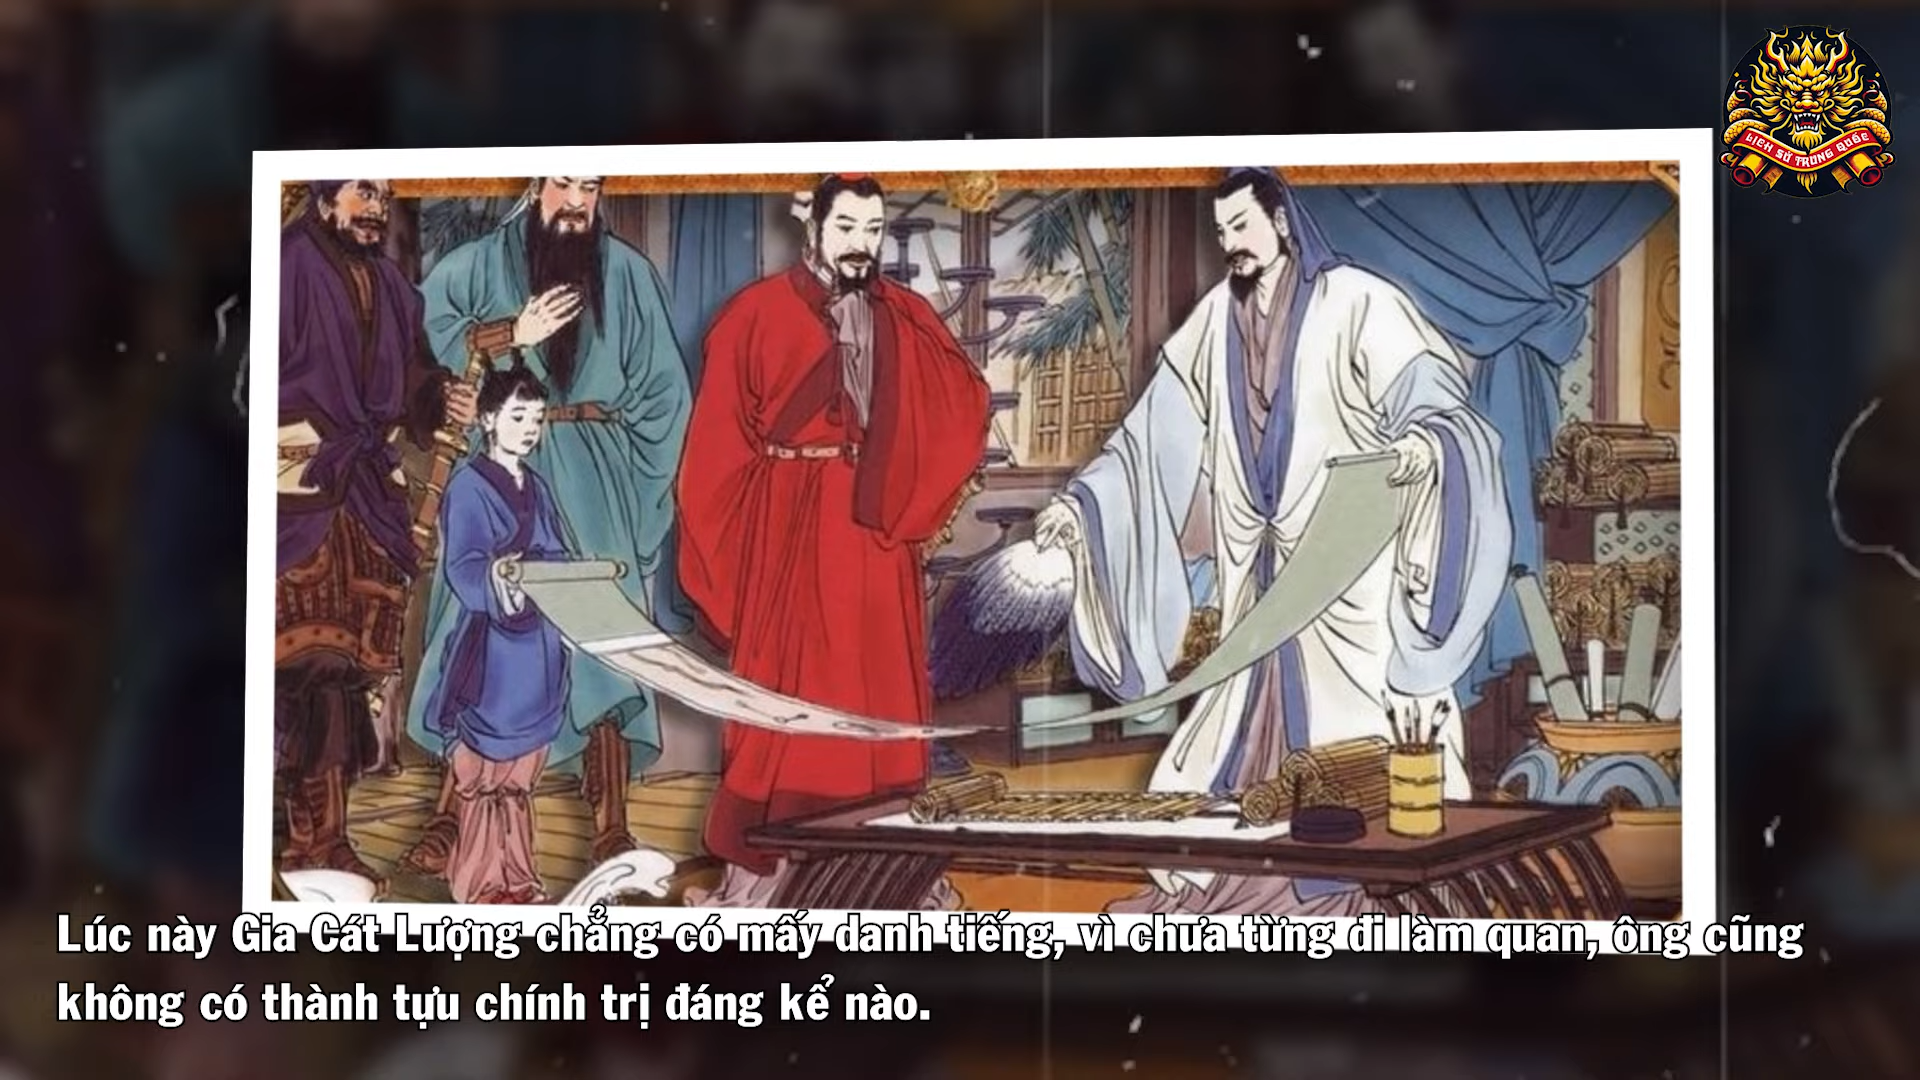 LỊCH SỬ TRUNG QUỐC
Lúc này Gia Cát Lượng chẳng có mấy danh tiếng, vì chưa từng đi làm quan, ông cũng
không có thành tựu chính trị đáng kể nào.